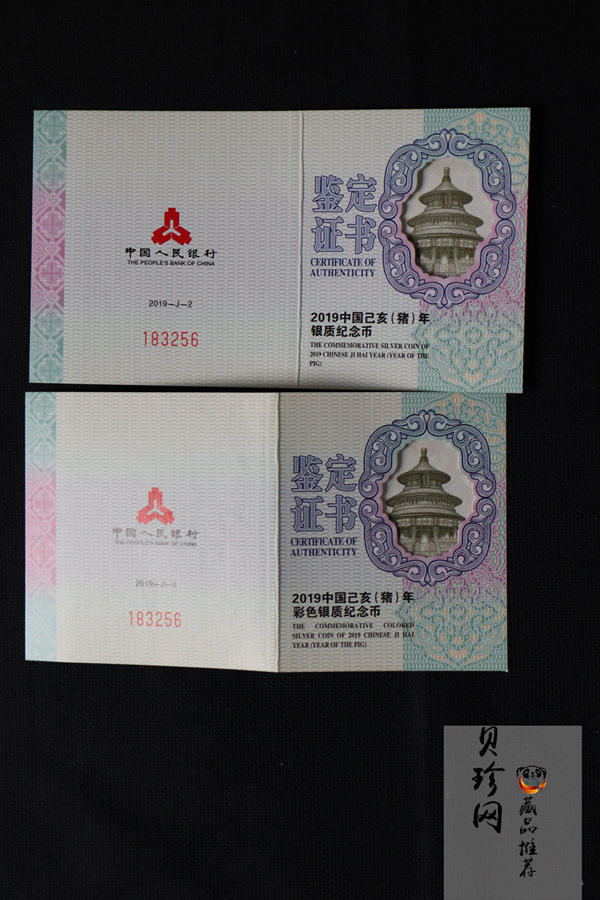 中国人民银行
THE PEOPLE'S BANK OF CHINA
2019-J-2
183256
鉴定
证书
CERTIFICATE OF
AUTHENTICITY
2019中国己亥(猪)年
银质纪念币
THE COMMEMORATIVE SILVER COIN OF
2019 CHINESE JI HAI YEAR (YEAR OF THE
PIG)
中国人民银行
THE PEOPLE'S BANK OF CHINA
2019-J-4
183256
鉴定
证书
CERTIFICATE OF
AUTHENTICITY
2019中国己亥(猪)年
彩色银质纪念币
THE COMMEMORATIVE COLORED
SILVER COIN OF 2019 CHINESE JI HAI
YEAR (YEAR OF THE PIG)
贝珍网
藏品推荐